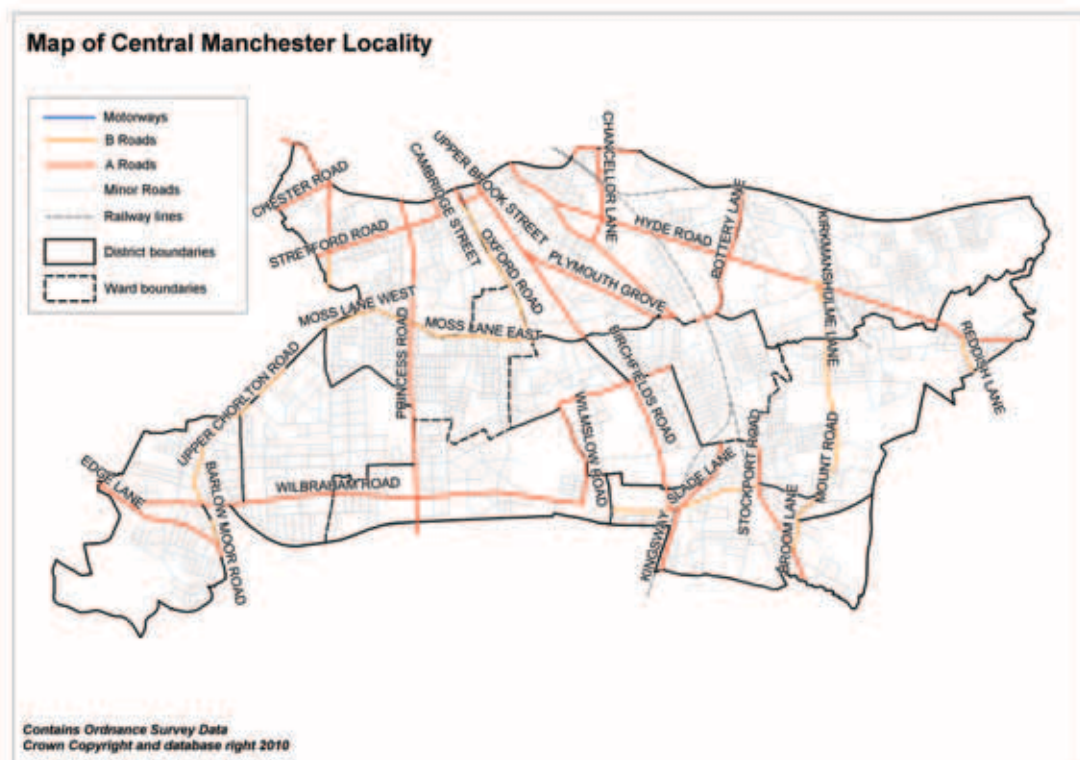 Map of Central Manchester Locality
Motorways
B Roads
A Roads
Minor Roads
Railway lines
District boundaries
Ward boundaries
CHESTER ROAD
STRETFORD ROAD
CAMBRIDGE STREET
UPPER BROOK STREET
OXFORD ROAD
CHANCELLOR LANE
HYDE ROAD
POTTERY LANE
KIRKMANSHOLME LANE
PLYMOUTH GROVE
MOSS LANE WEST
MOSS LANE EAST
PRINCESS ROAD
BIRCHFIELDS ROAD
REDDISH LANE
UPPER CHORLTON ROAD
WILMSLOW ROAD
EDGE LANE
BARLOW MOOR ROAD
WILBRAHAM ROAD
SLADE LANE
STOCKPORT ROAD
MOUNT ROAD
KINGSWAY
BROOM LANE
Contains Ordnance Survey Data
Crown Copyright and database right 2010